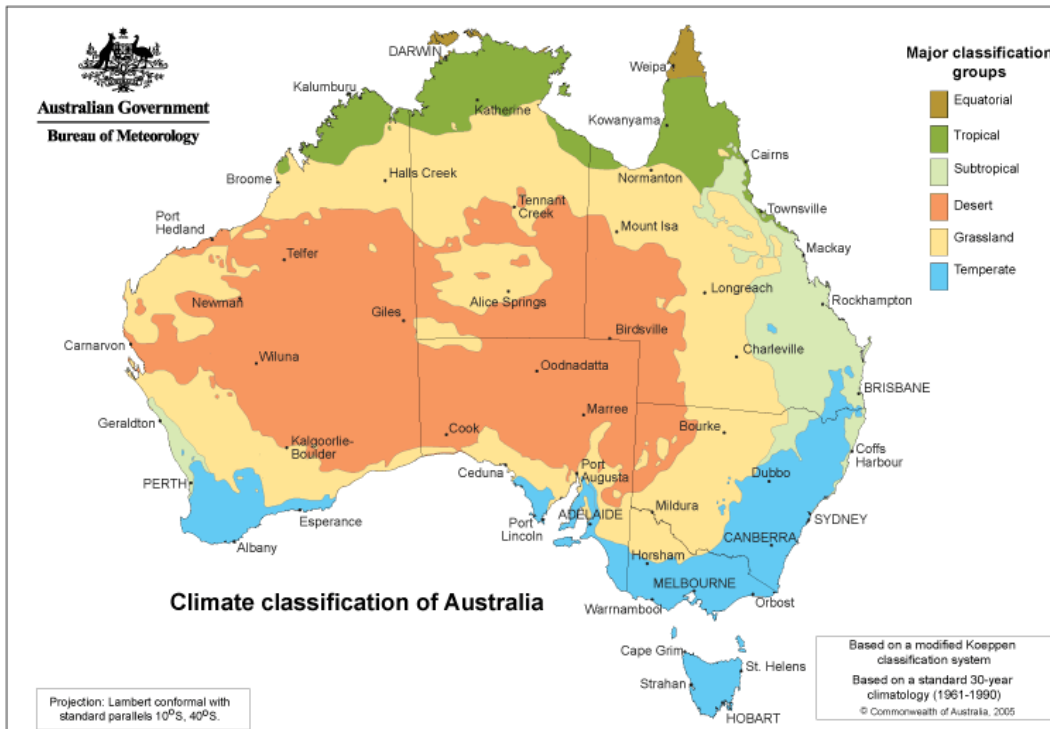 Australian Government
Bureau of Meteorology
Major classification
groups
Equatorial
Tropical
Subtropical
Desert
Grassland
Temperate
DARWIN
Weipa
Kalumburu
Katherine
Kowanyama
Cairns
Broome
Halls Creek
Normanton
Port
Hedland
Tennant
Creek
Townsville
Mount Isa
Mackay
Telfer
Newman
Alice Springs
Longreach
Rockhampton
Giles
Carnarvon
Birdsville
Wiluna
Oodnadatta
Charleville
BRISBANE
Geraldton
Marree
Bourke
Kalgoorlie-
Boulder
Cook
Coffs
Harbour
Ceduna
Port
Augusta
Dubbo
PERTH
Esperance
Port
Lincoln
ADELAIDE
Mildura
SYDNEY
Albany
CANBERRA
Horsham
MELBOURNE
Warrnambool
Orbost
Climate classification of Australia
Cape Grim
St. Helens
Strahan
HOBART
Based on a modified Koeppen
classification system
Based on a standard 30-year
climatology (1961-1990)
© Commonwealth of Australia, 2005
Projection: Lambert conformal with
standard parallels 10°S, 40°S.